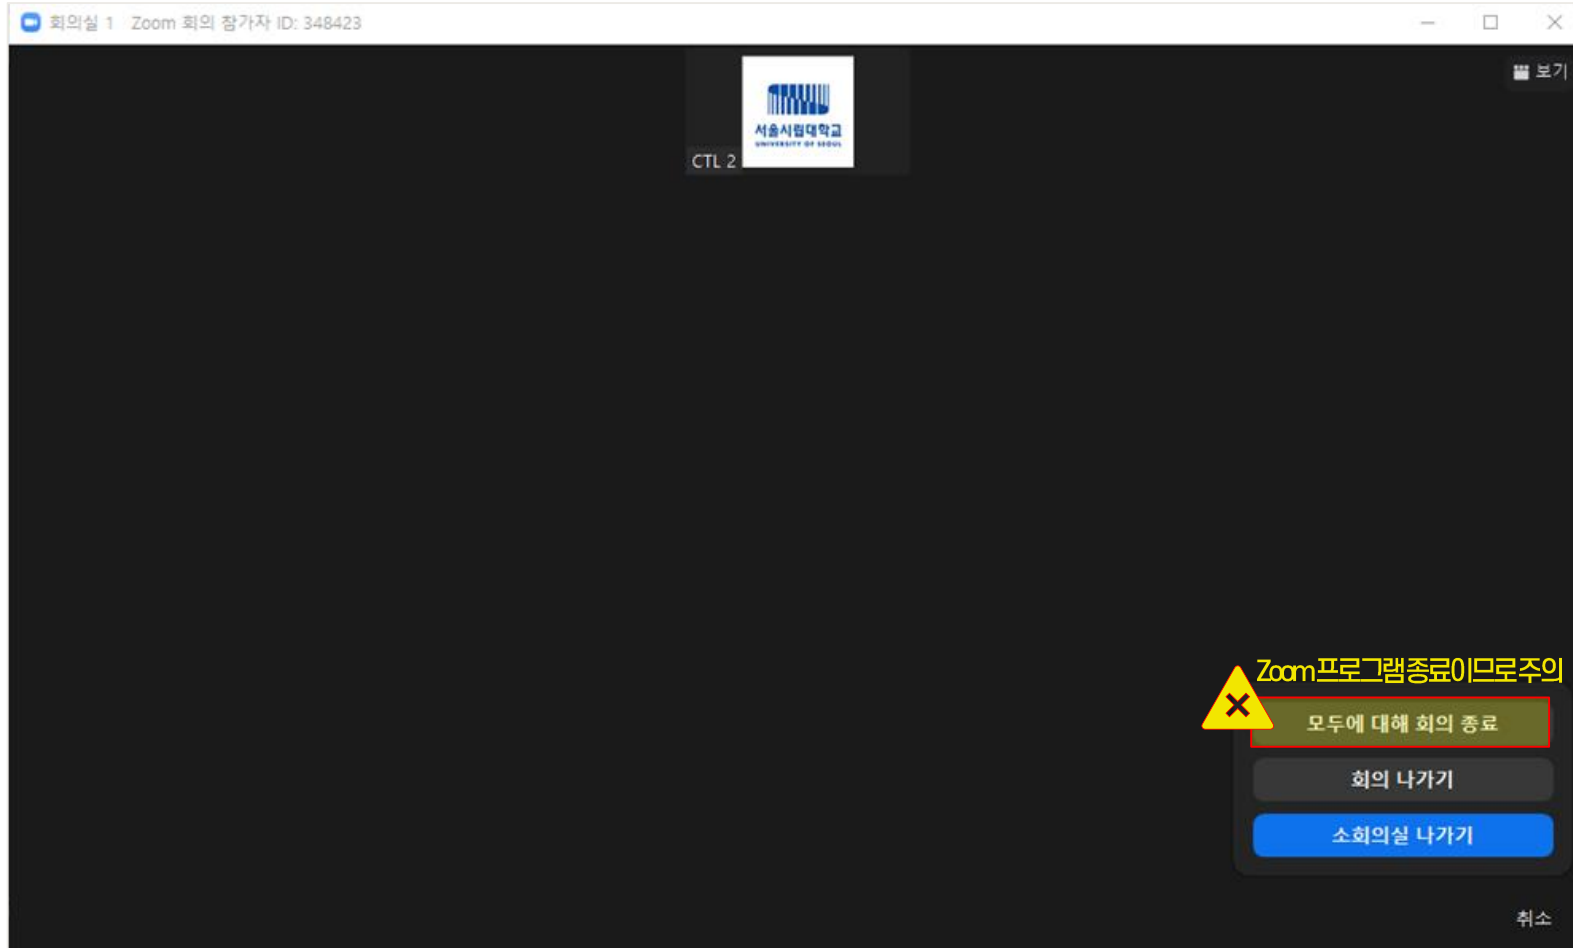 회의실 1 Zoom 회의 참가자 ID: 348423
보기
서울시립대학교
UNIVERSITY OF SEOUL
CTL 2
Zoom프로그램종료이므로주의
모두에 대해 회의 종료
회의 나가기
소회의실 나가기
취소